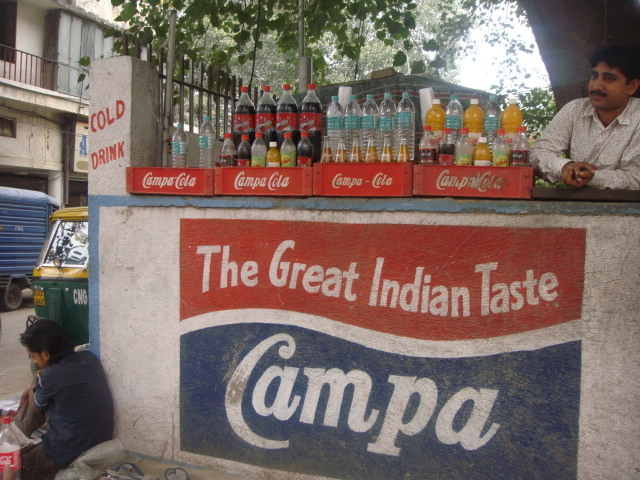 COLD
DRINK
Campa Cola
Campa Cola
Campa - Cola
Campa Cola
The Great Indian Taste
Campa
CNG